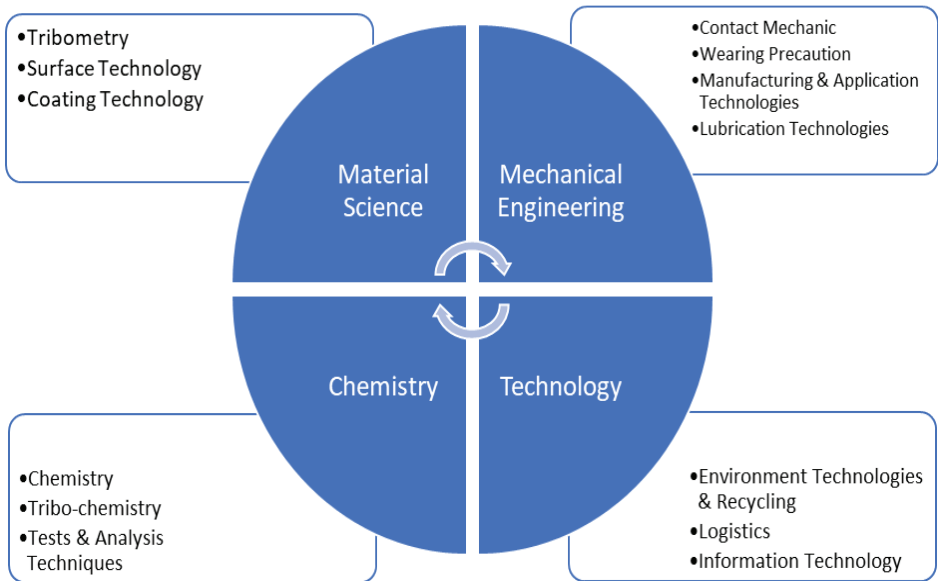 •Tribometry
•Surface Technology
•Coating Technology
•Contact Mechanic
•Wearing Precaution
•Manufacturing & Application
Technologies
•Lubrication Technologies
Material
Science
Mechanical
Engineering
Chemistry
Technology
•Chemistry
•Tribo-chemistry
•Tests & Analysis
Techniques
•Environment Technologies
& Recycling
•Logistics
•Information Technology